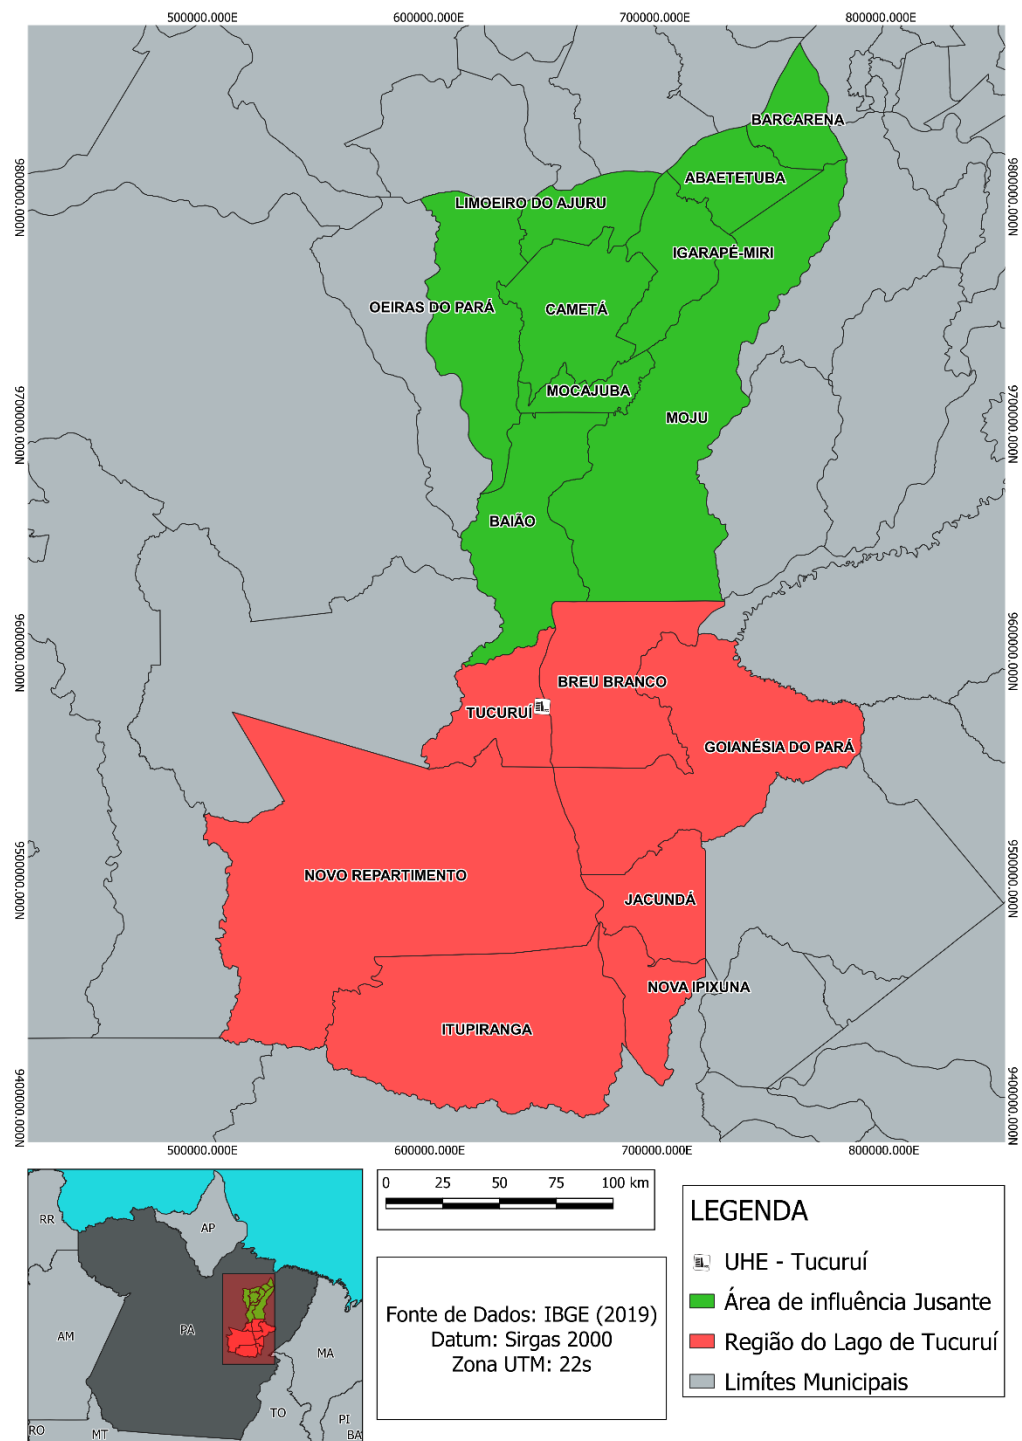 500000.000E 600000.000E 700000.000E 800000.000E
BARCARENA
9800000.000N 9800000.000N
ABAETETUBA
LIMOEIRO DO AJURU
IGARAPÉ-MIRI
OEIRAS DO PARÁ
CAMETÁ
MOCAJUBA
9700000.000N 9700000.000N
MOJU
BAIÃO
9600000.000N 9600000.000N
BREU BRANCO
TUCURUÍ
GOIANÉSIA DO PARÁ
NOVO REPARTIMENTO
9500000.000N 9500000.000N
JACUNDÁ
NOVA IPIXUNA
ITUPIRANGA
9400000.000N 9400000.000N
500000.000E 600000.000E 700000.000E 800000.000E
RR
AP
AM
PA
MA
TO
PI
RO
MT
BA
0 25 50 75 100 km
Fonte de Dados: IBGE (2019)
Datum: Sirgas 2000
Zona UTM: 22s
LEGENDA
UHE - Tucuruí
Área de influência Jusante
Região do Lago de Tucuruí
Limítes Municipais